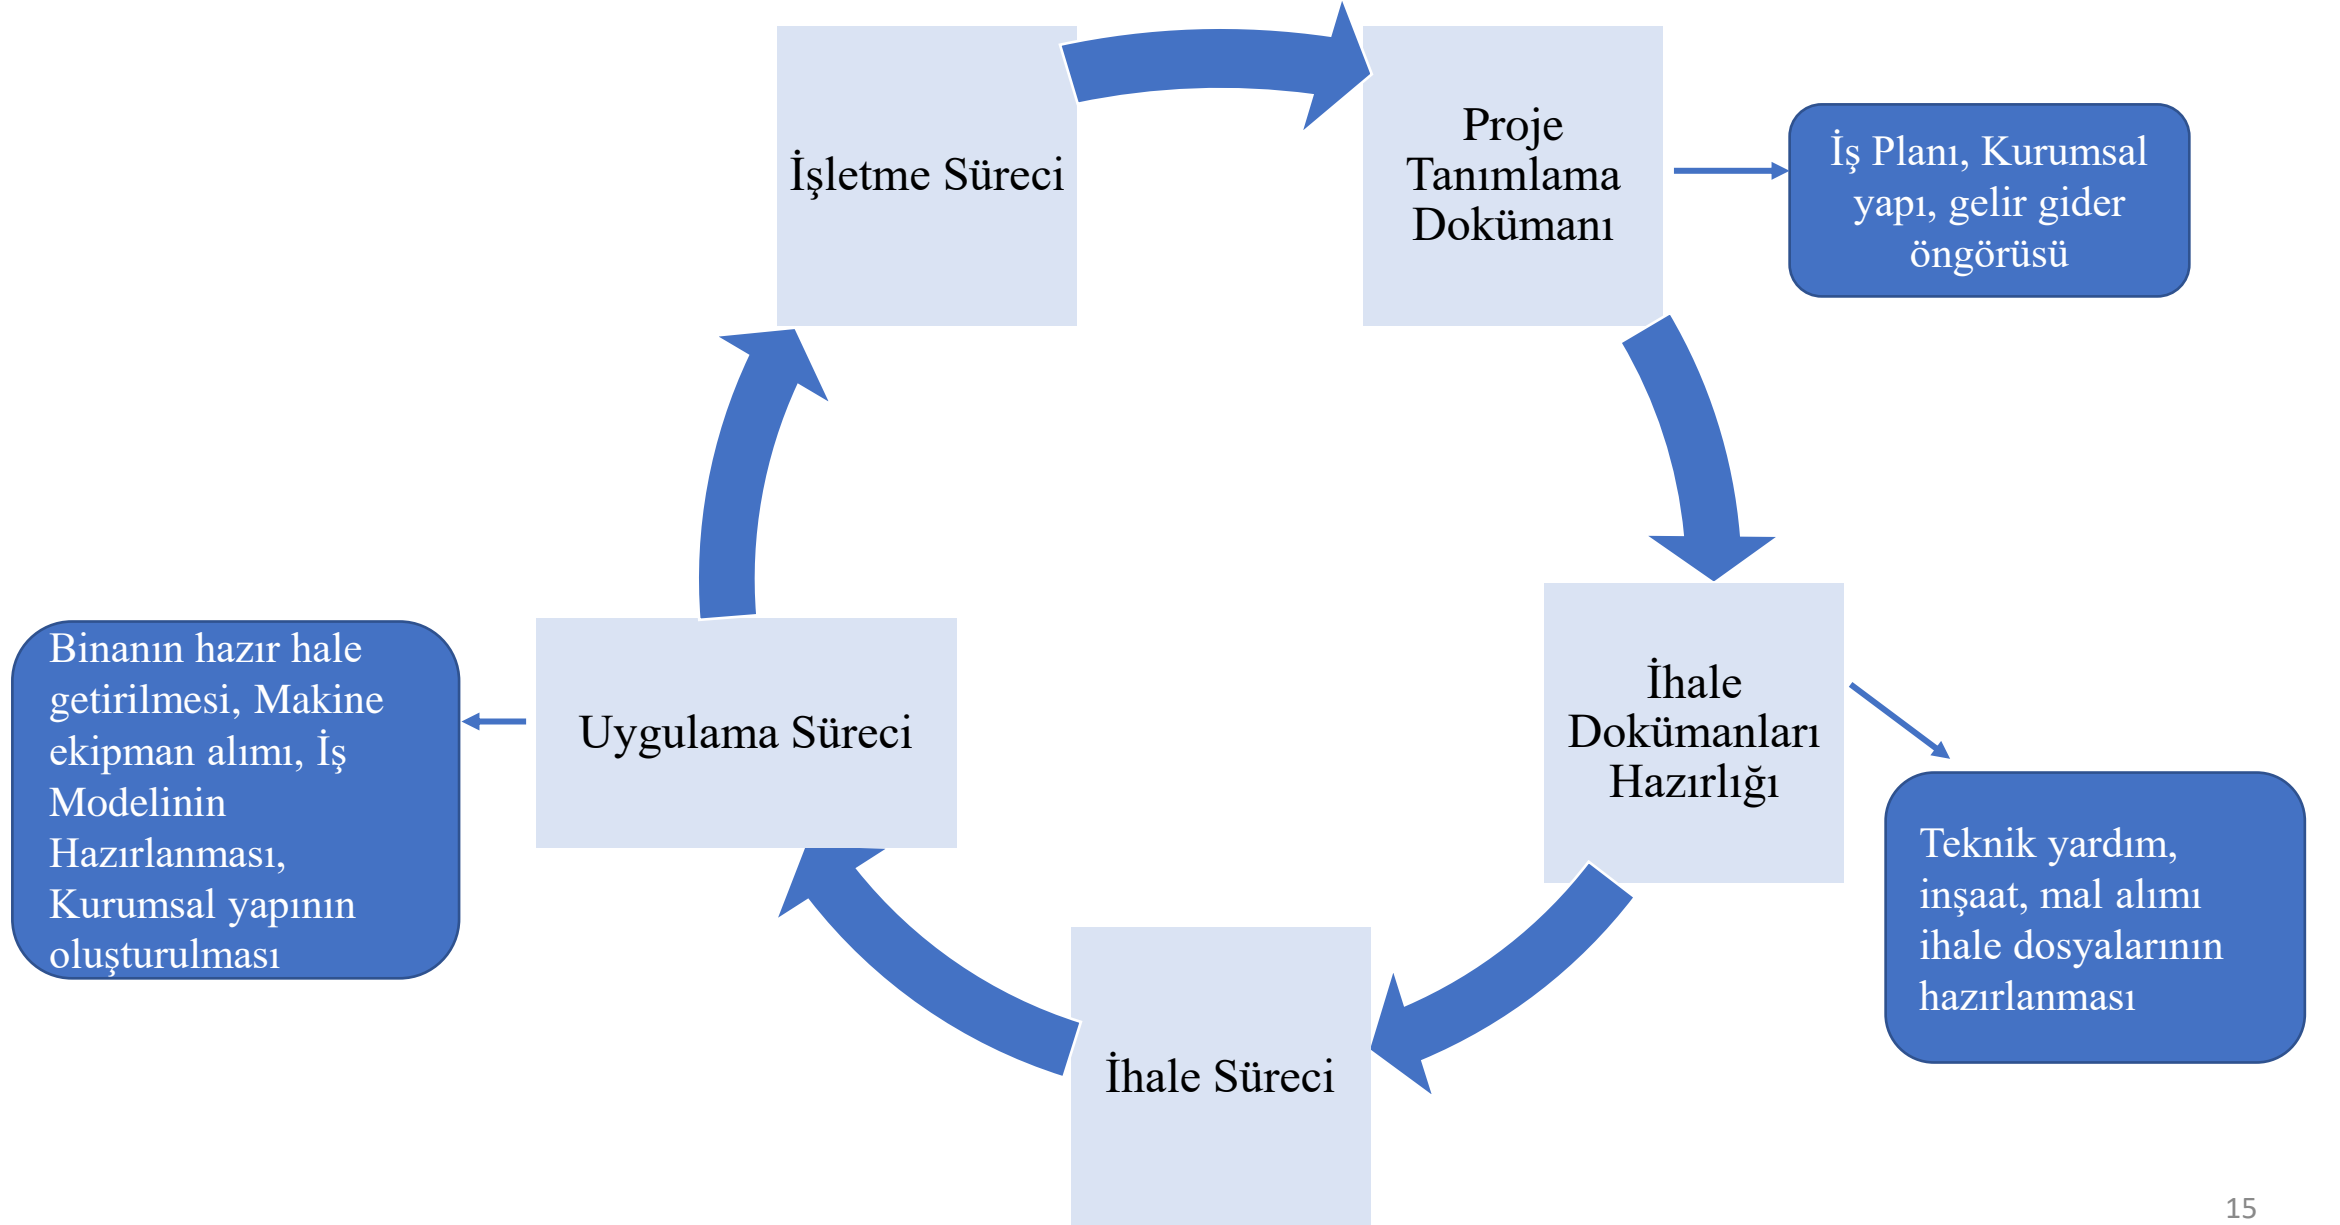 İşletme Süreci
Proje
Tanımlama
Dokümanı
İş Planı, Kurumsal
yapı, gelir gider
öngörüsü
İhale
Dokümanları
Hazırlığı
Teknik yardım,
inşaat, mal alımı
ihale dosyalarının
hazırlanması
İhale Süreci
Uygulama Süreci
Binanın hazır hale
getirilmesi, Makine
ekipman alımı, İş
Modelinin
Hazırlanması,
Kurumsal yapının
oluşturulması
15